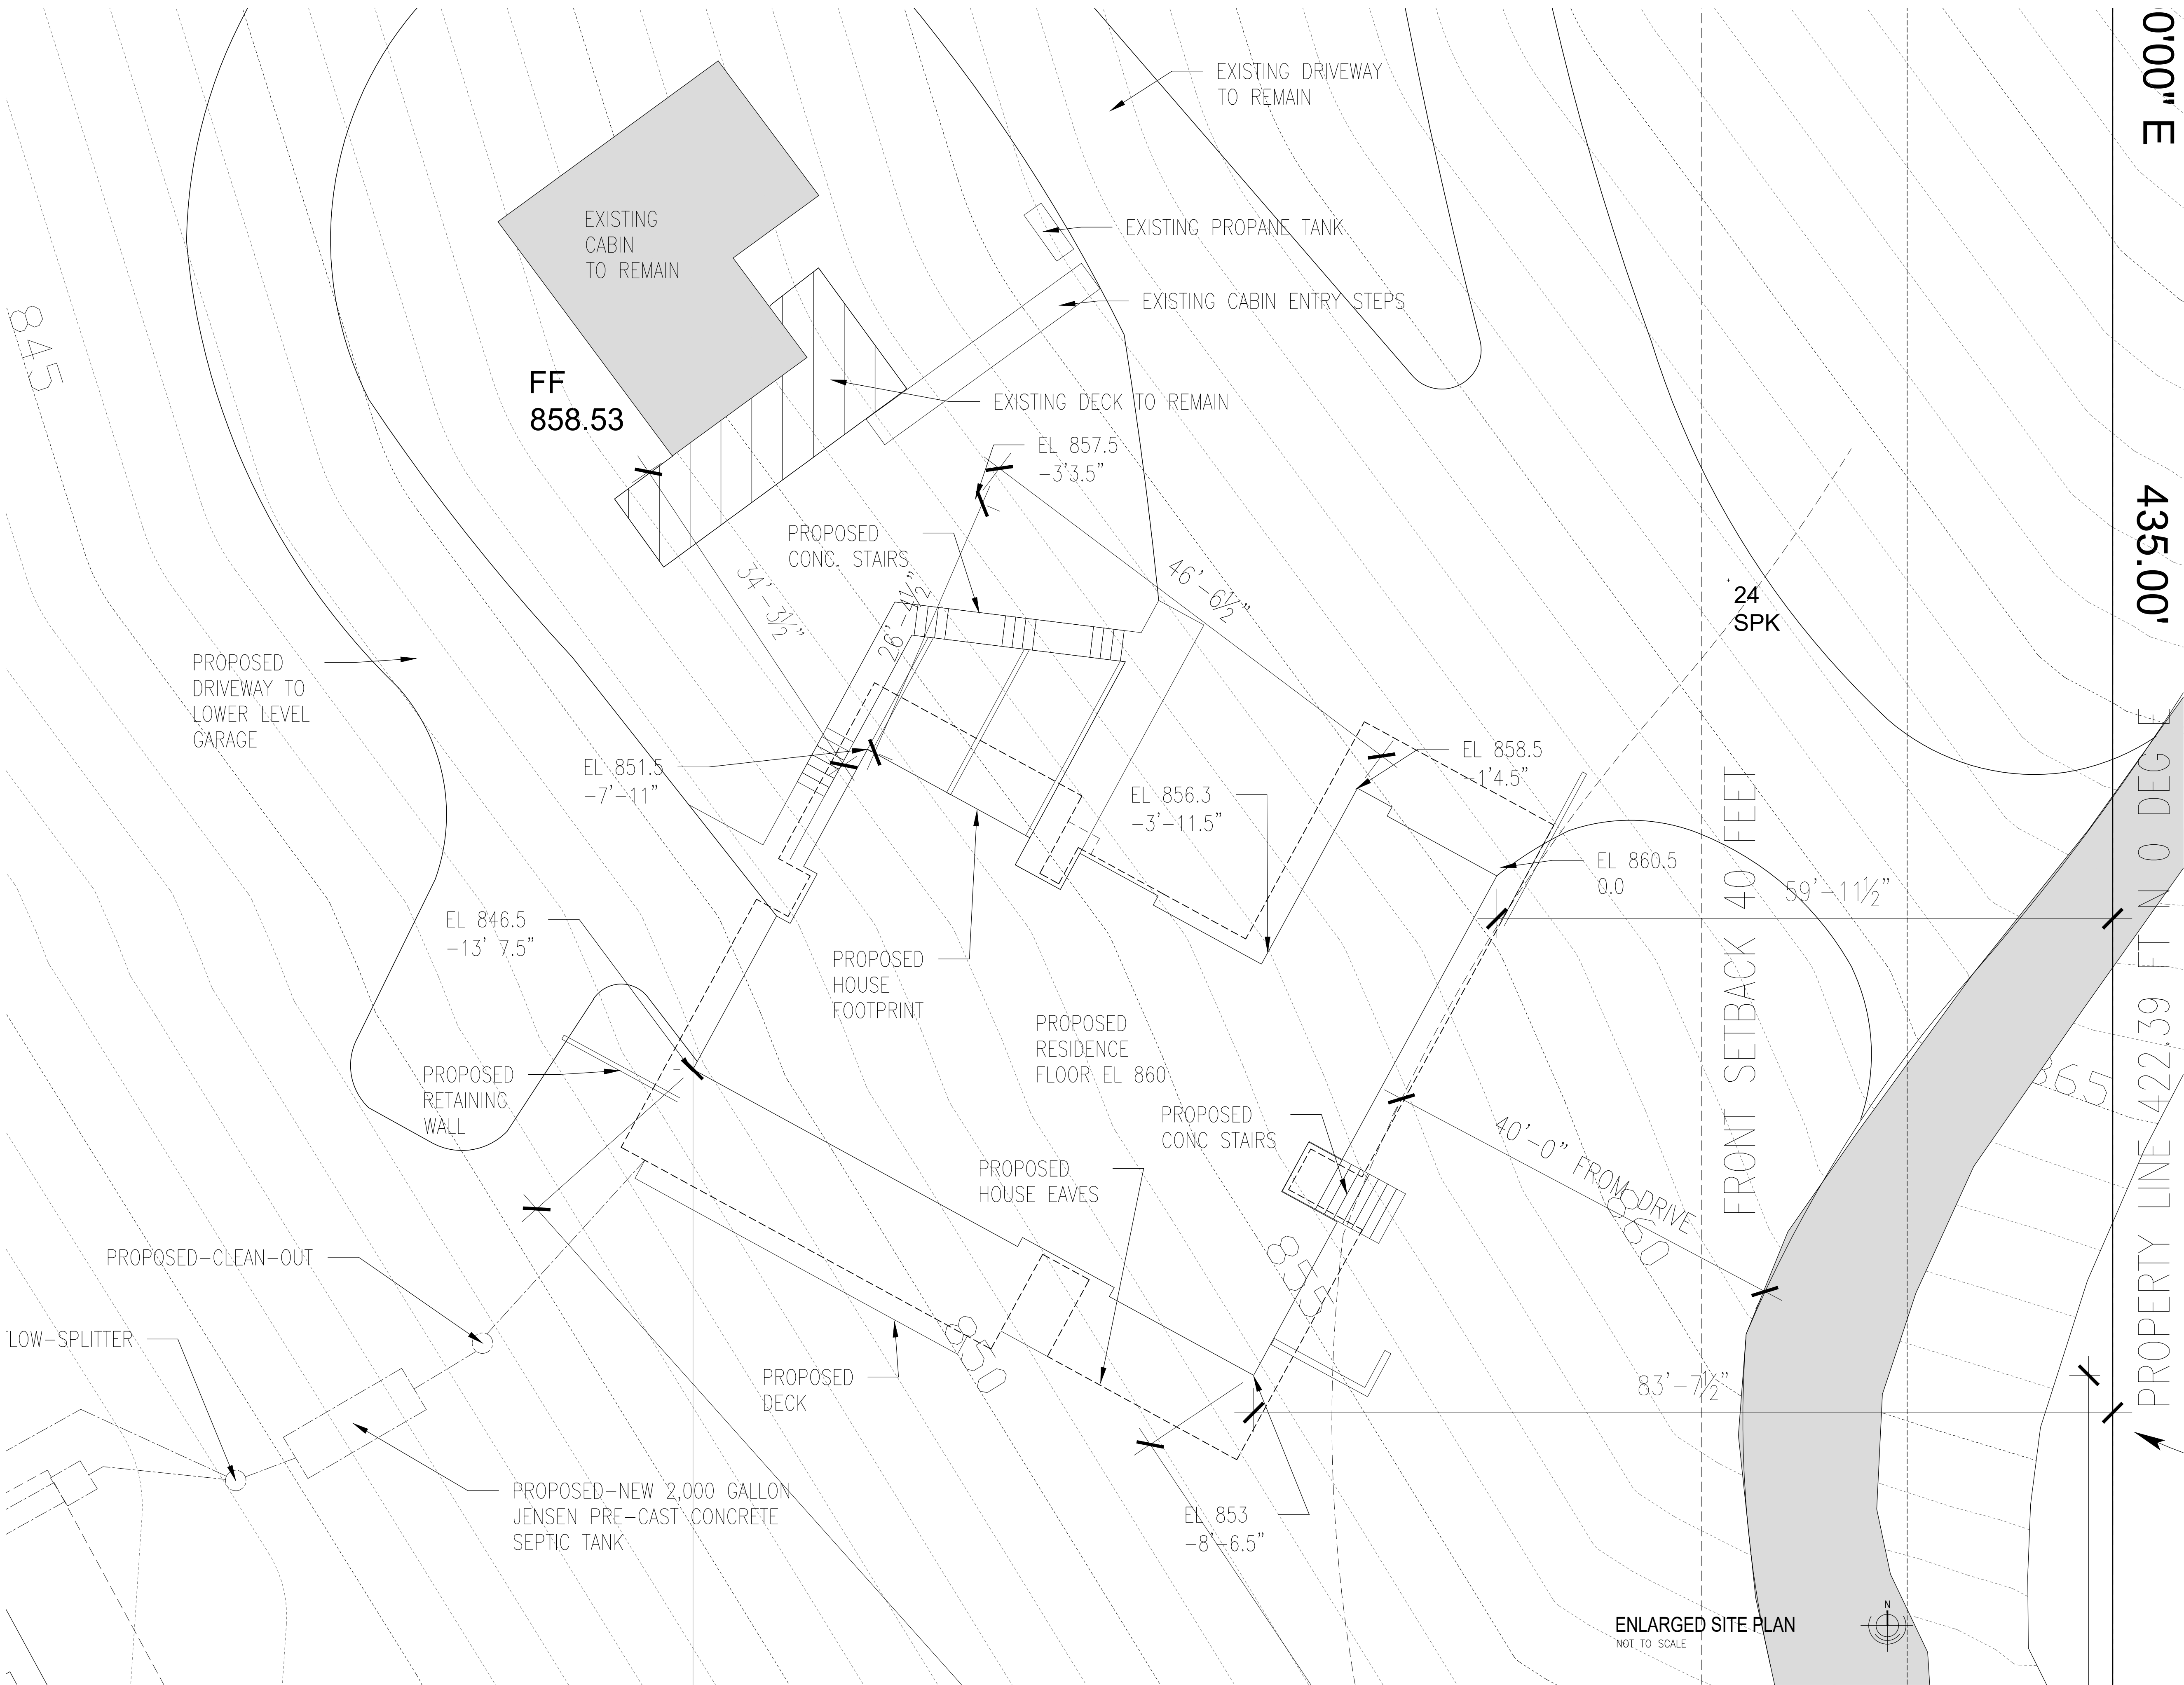 0'00" E
EXISTING DRIVEWAY
TO REMAIN
EXISTING
CABIN
TO REMAIN
EXISTING PROPANE TANK
EXISTING CABIN ENTRY STEPS
845
FF
858.53
EXISTING DECK TO REMAIN
EL 857.5
-3'3.5"
435.00'
PROPOSED
CONC. STAIRS
34'-3½"
26'-4½"
46'-6½"
24
SPK
PROPOSED
DRIVEWAY TO
LOWER LEVEL
GARAGE
EL 851.5
-7'-11"
EL 858.5
-1'4.5"
EL 856.3
-3'-11.5"
EL 860.5
0.0
59'-11½"
FRONT SETBACK 40 FEET
PROPERTY LINE 422.39 FT N 0 DEG E
EL 846.5
-13' 7.5"
PROPOSED
HOUSE
FOOTPRINT
PROPOSED
RESIDENCE
FLOOR EL 860
PROPOSED
RETAINING
WALL
865
PROPOSED
CONC STAIRS
40'-0" FROM DRIVE
860
PROPOSED
HOUSE EAVES
855
PROPOSED-CLEAN-OUT
LOW-SPLITTER
850
PROPOSED
DECK
83'-7½"
PROPOSED-NEW 2,000 GALLON
JENSEN PRE-CAST CONCRETE
SEPTIC TANK
EL 853
-8'-6.5"
N
ENLARGED SITE PLAN
NOT TO SCALE